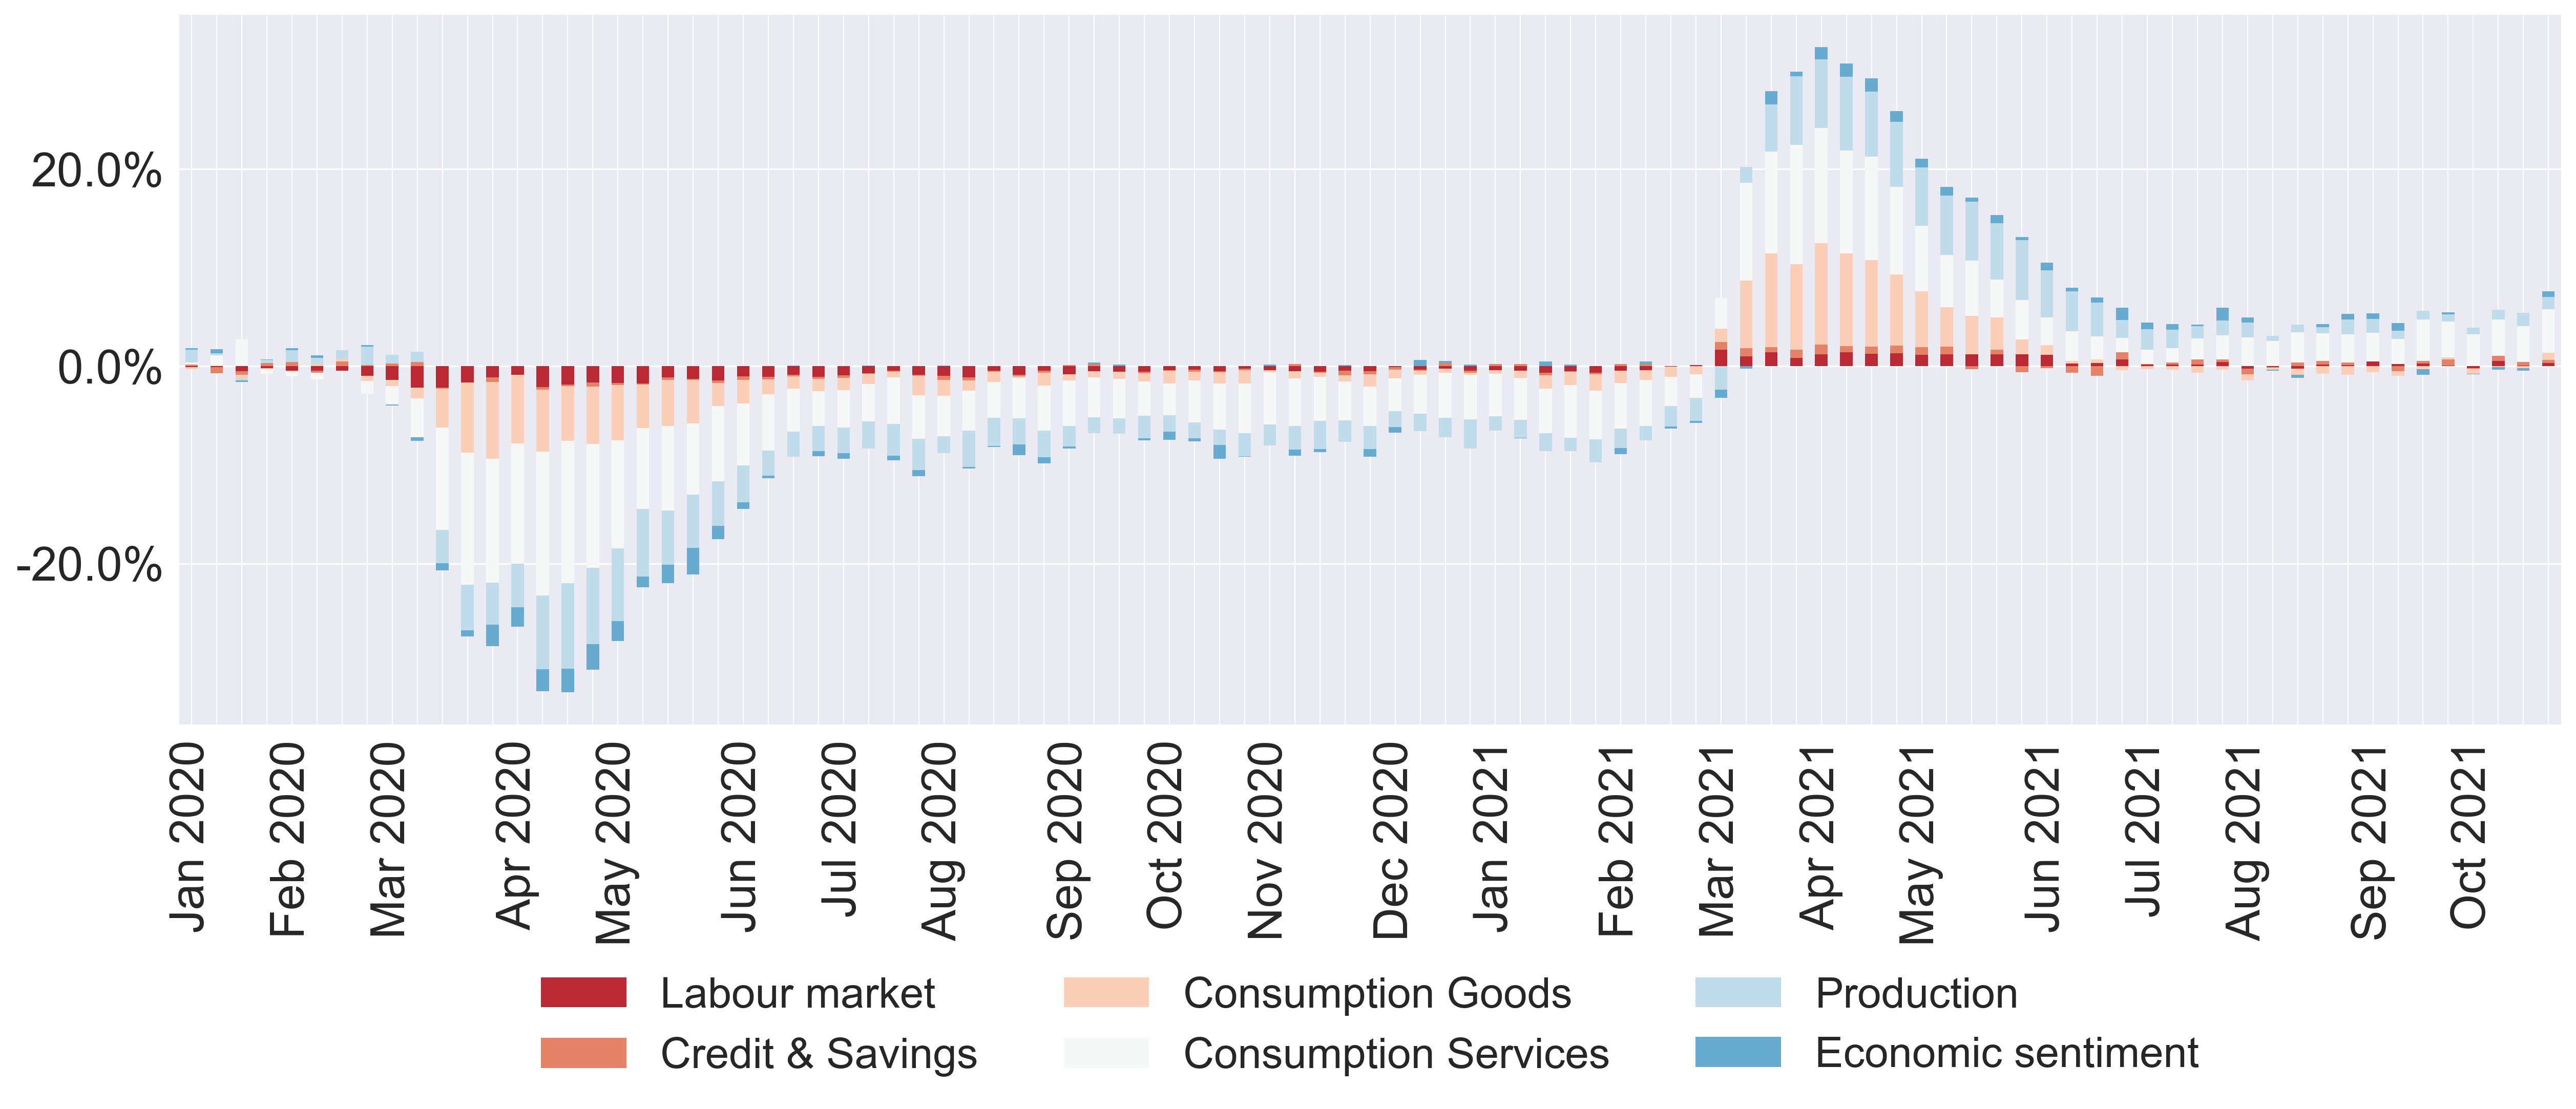 20.0%
0.0%
-20.0%
Jan 2020
Feb 2020
Mar 2020
Apr 2020
May 2020
Jun 2020
Jul 2020
Aug 2020
Sep 2020
Oct 2020
Nov 2020
Dec 2020
Jan 2021
Feb 2021
Mar 2021
Apr 2021
May 2021
Jun 2021
Jul 2021
Aug 2021
Sep 2021
Oct 2021
Labour market
Consumption Goods
Production
Credit & Savings
Consumption Services
Economic sentiment